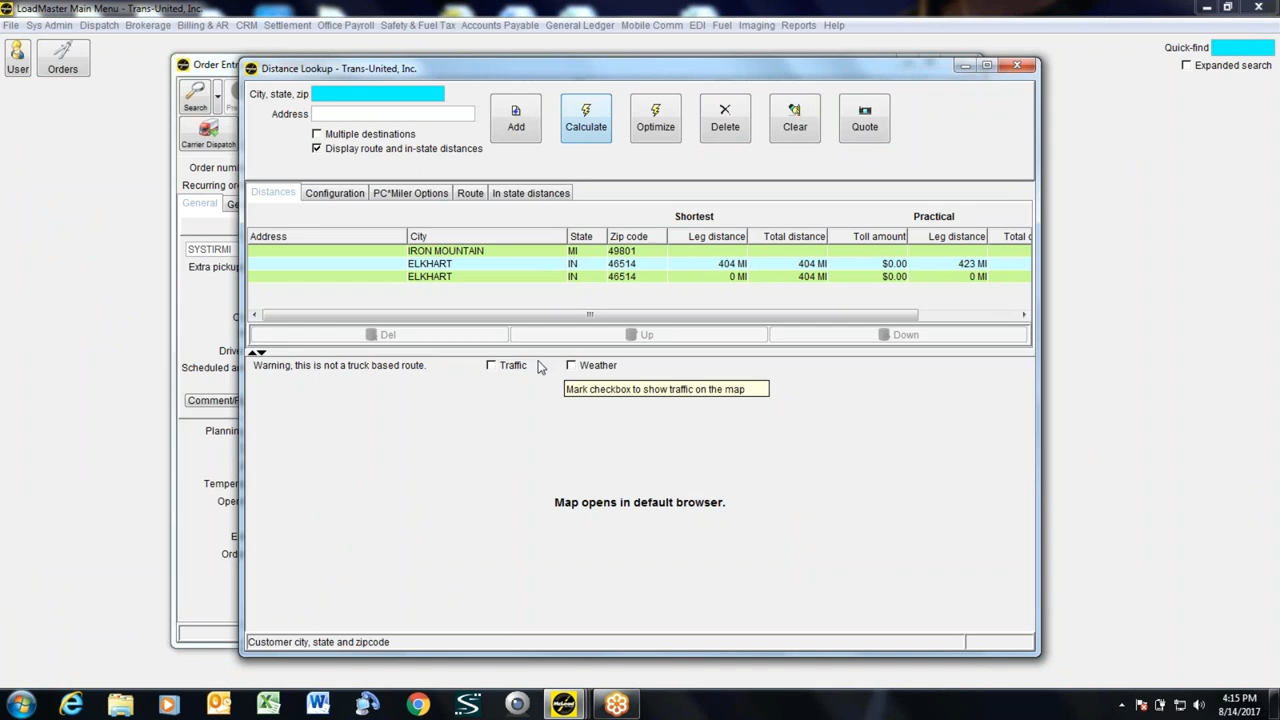 LoadMaster Main Menu - Trans-United, Inc.
File Sys Admin Dispatch Brokerage Billing & AR CRM Settlement Office Payroll Safety & Fuel Tax Accounts Payable General Ledger Mobile Comm EDI Fuel Imaging Reports Help
User Orders
Quick-find
Expanded search
Order Entr
Search
Carrier Dispatch
Order num
Recurring or
General Ge
SYSTIRMI
Extra pickup
Drive
Scheduled ar
Comment/F
Plannin
Tempe
Oper
E
Ord
Distance Lookup - Trans-United, Inc.
City, state, zip
Address
Multiple destinations
Display route and in-state distances
Add Calculate Optimize Delete Clear Quote
Distances Configuration PC*Miler Options Route In state distances
Shortest Practical
Address City State Zip code Leg distance Total distance Toll amount Leg distance Total c
IRON MOUNTAIN MI 49801
ELKHART IN 46514 404 MI 404 MI $0.00 423 MI
ELKHART IN 46514 0 MI 404 MI $0.00 0 MI
Del Up Down
Warning, this is not a truck based route. Traffic Weather
Mark checkbox to show traffic on the map
Map opens in default browser.
Customer city, state and zipcode
4:15 PM
8/14/2017